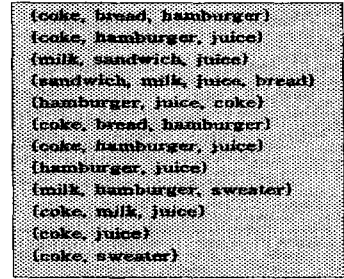 {coke, bread, hamburger}
{coke, hamburger, juice}
{milk, sandwich, juice}
{sandwich, milk, juice, bread}
{hamburger, juice, coke}
{coke, bread, hamburger}
{coke, hamburger, juice}
{hamburger, juice}
{milk, hamburger, sweater}
{coke, milk, juice}
{coke, juice}
{coke, sweater}